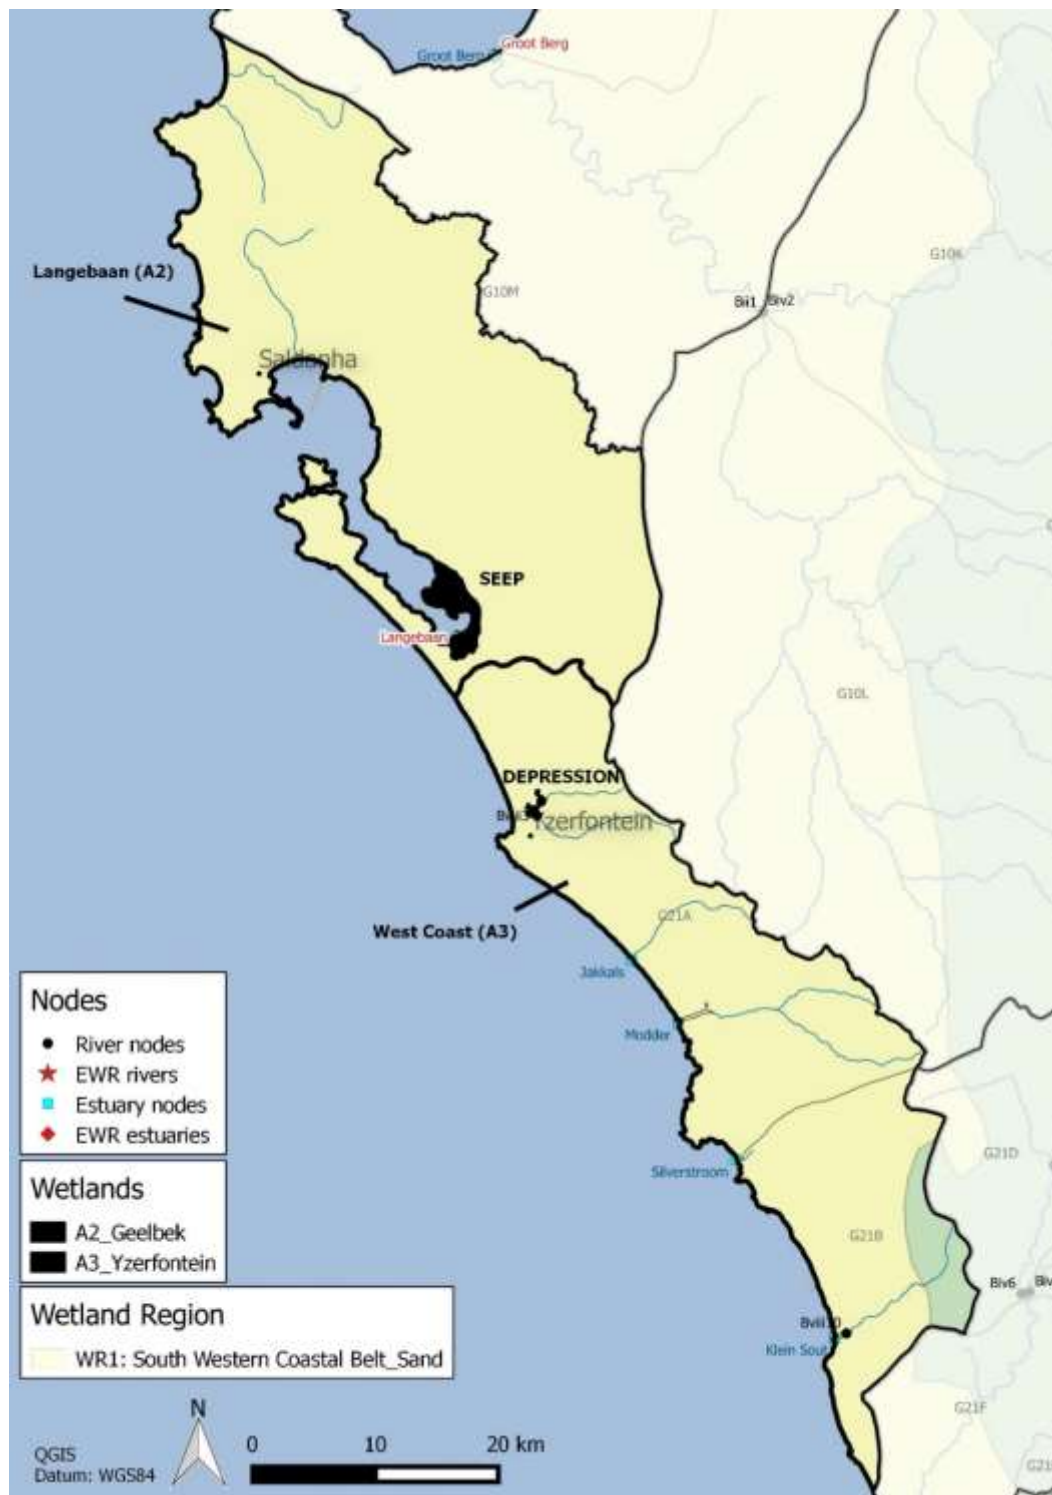 Groot Berg
Groot Berg
G10K
Langebaan (A2)
G10M
Bii1
Biv2
Saldanha
SEEP
Langebaan
G10L
DEPRESSION
Yzerfontein
G21A
West Coast (A3)
Jakkals
Modder
Silverstroom
G21D
G21B
Biv6
Biv
Bviii10
Klein Sout
G21F
Nodes
River nodes
EWR rivers
Estuary nodes
EWR estuaries
Wetlands
A2_Geelbek
A3_Yzerfontein
Wetland Region
WR1: South Western Coastal Belt_Sand
N
QGIS
Datum: WGS84
0 10 20 km